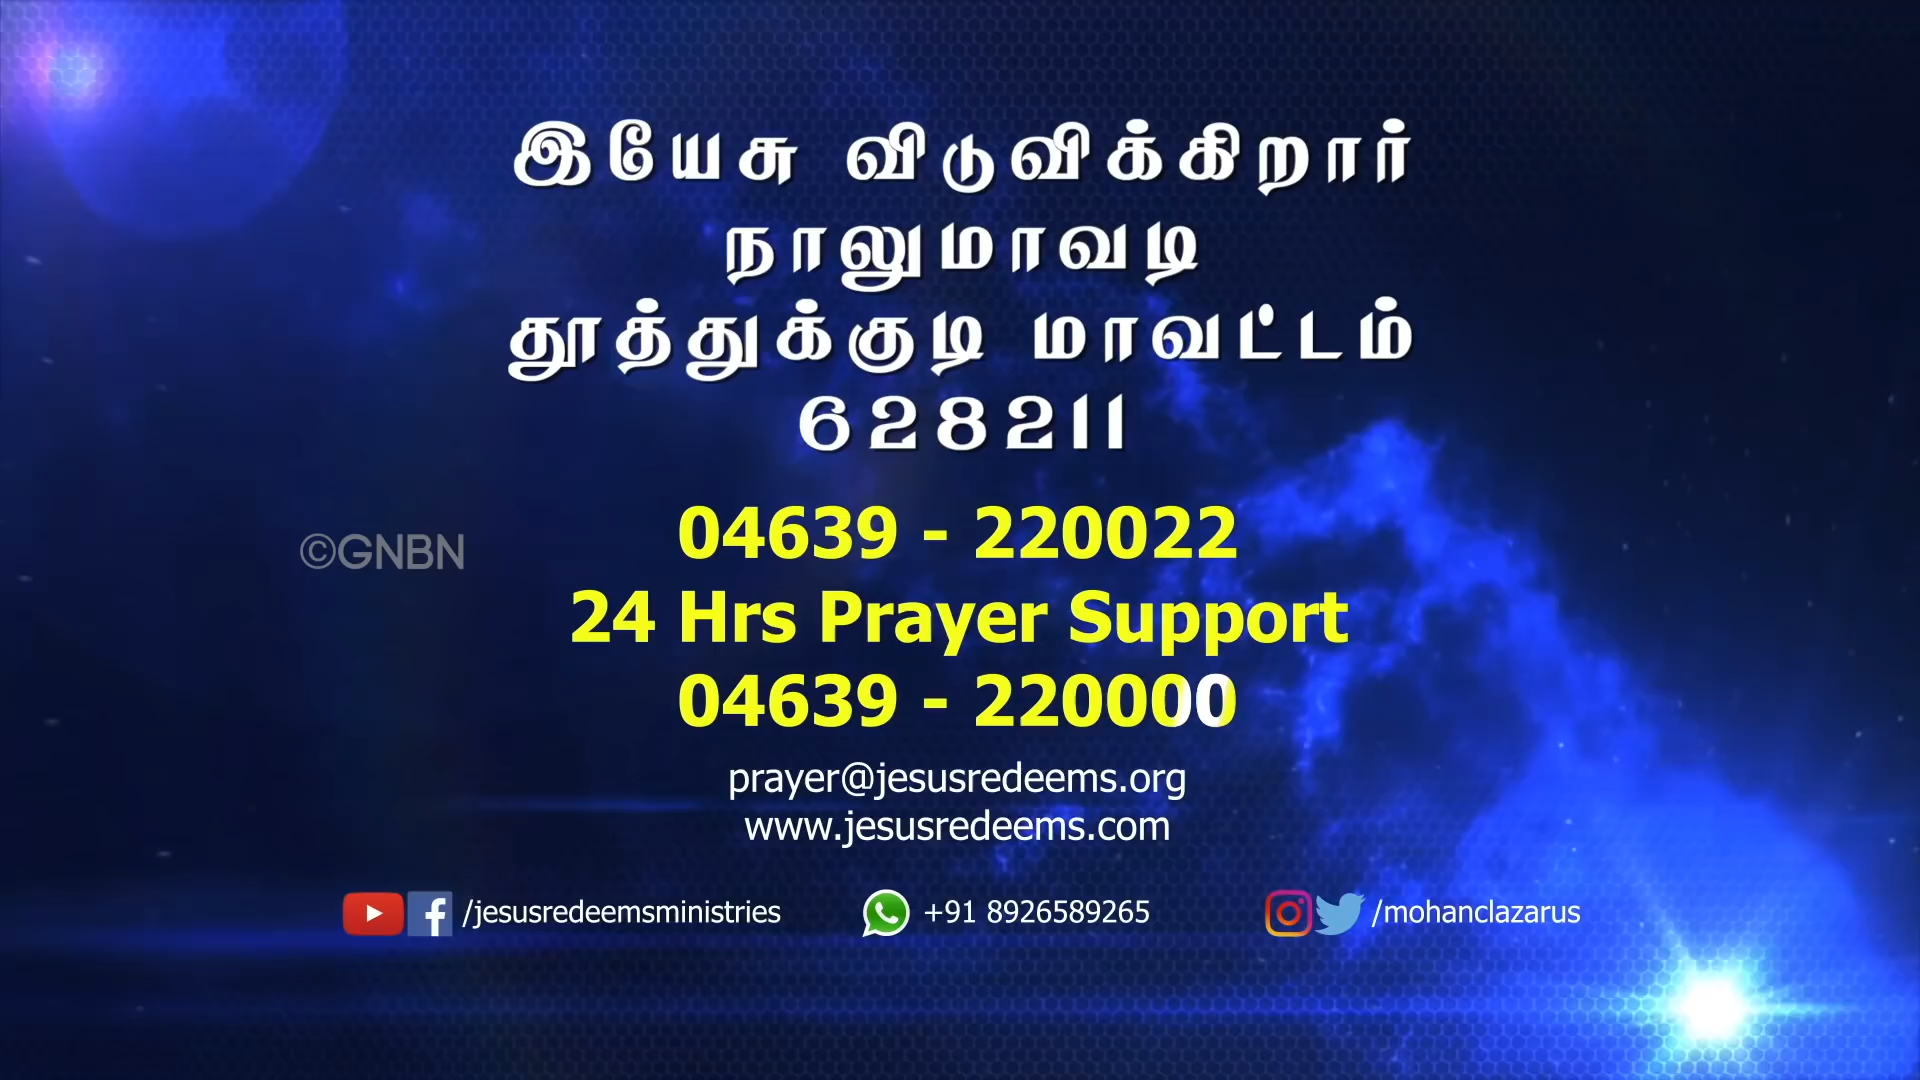 இயேசு விடுவிக்கிறார்
நாலுமாவடி
தூத்துக்குடி மாவட்டம்
628211
04639 - 220022
©GNBN
24 Hrs Prayer Support
04639 - 220000
prayer@jesusredeems.org
www.jesusredeems.com
/jesusredeemsministries +91 8926589265 /mohanclazarus